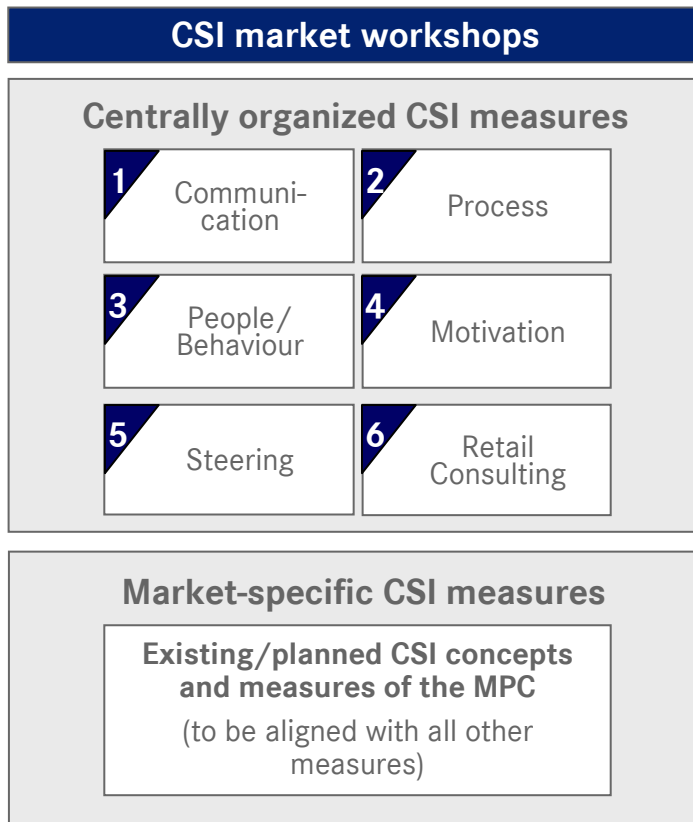 CSI market workshops
Centrally organized CSI measures
1
Communi-
cation
2
Process
3
People/
Behaviour
4
Motivation
5
Steering
6
Retail
Consulting
Market-specific CSI measures
Existing/planned CSI concepts
and measures of the MPC
(to be aligned with all other
measures)